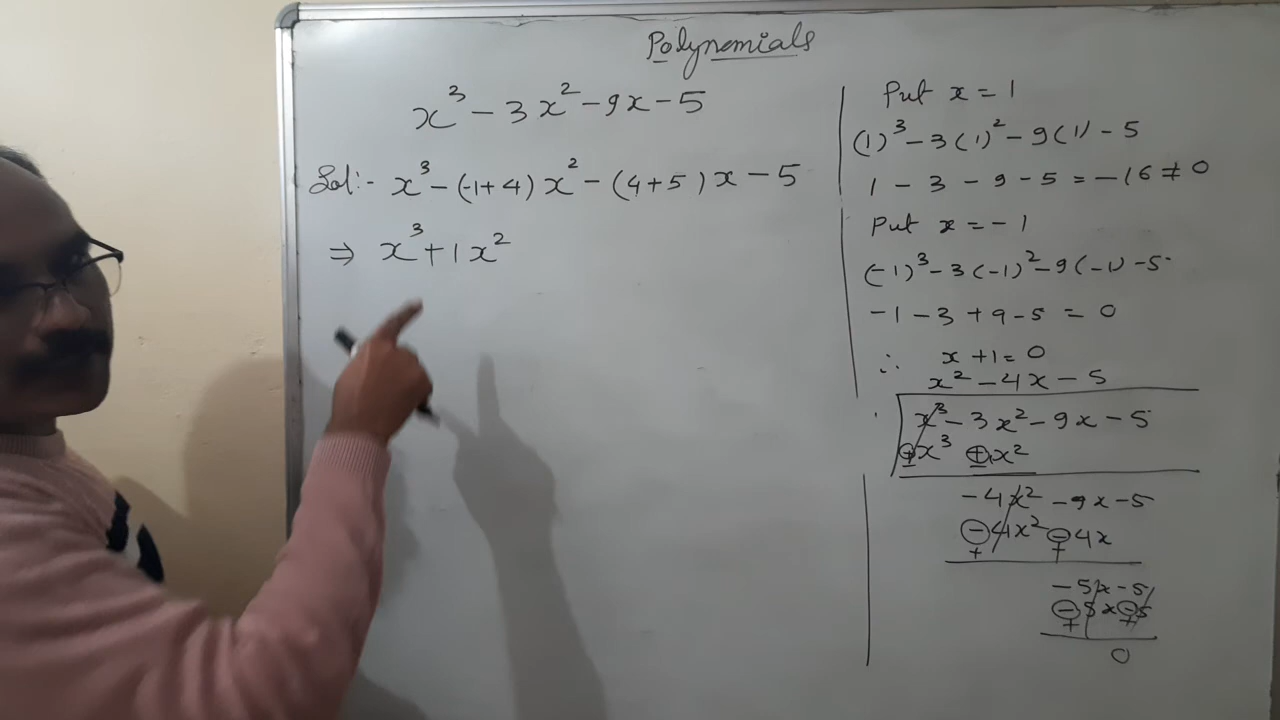 Polynemials
x³ - 3x² - 9x - 5
Sol:- x³ - (-1+4)x² - (4+5)x - 5
⇒ x³ + 1x²
Put x = 1
(1)³ - 3(1)² - 9(1) - 5
1 - 3 - 9 - 5 = -16 ≠ 0
Put x = -1
(-1)³ - 3(-1)² - 9(-1) - 5
-1 - 3 + 9 - 5 = 0
∴ x + 1 = 0
x² - 4x - 5
x³ - 3x² - 9x - 5
+x³ +1x²
-4x² - 9x - 5
-4x² - 4x
+ +
-5x - 5
-5x - 5
+ +
0